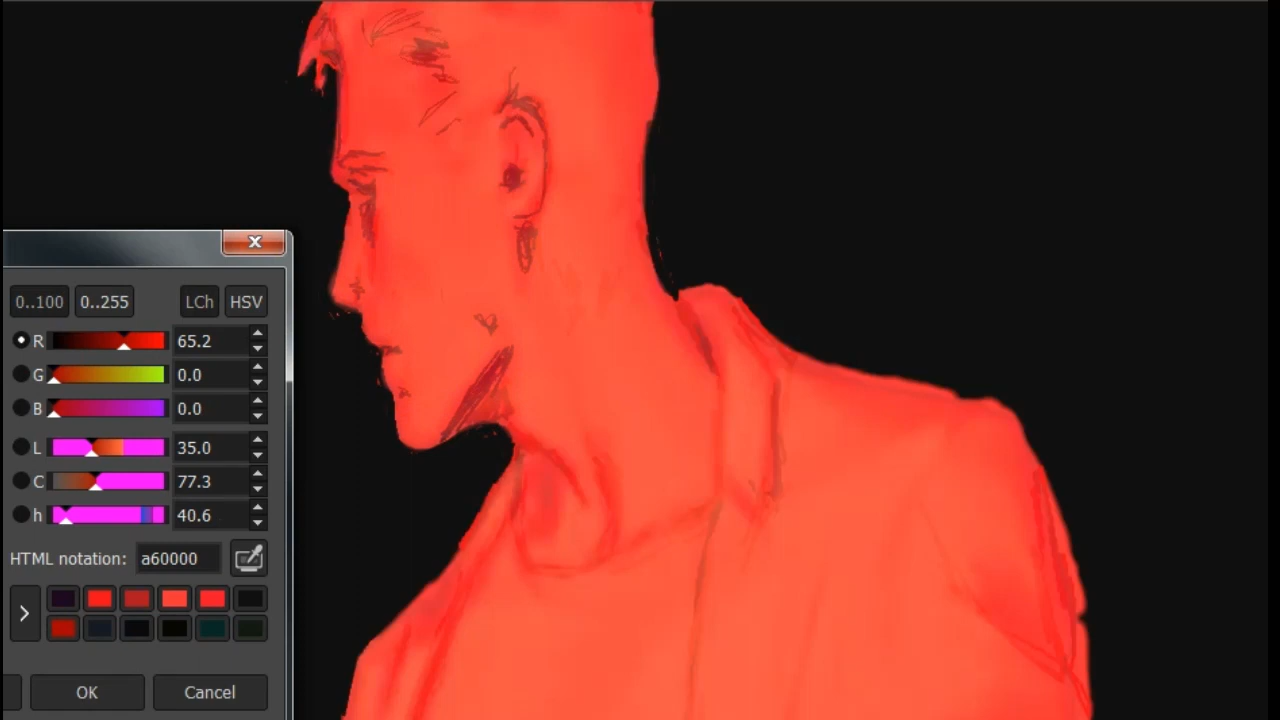 0..100 0..255 LCh HSV
R 65.2
G 0.0
B 0.0
L 35.0
C 77.3
h 40.6
HTML notation: a60000
OK Cancel